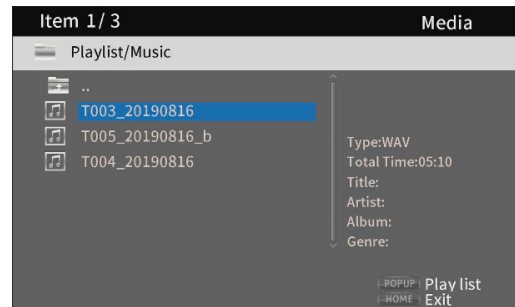 Item 1/3
Media
Playlist/Music
..
T003_20190816
T005_20190816_b
T004_20190816
Type:WAV
Total Time:05:10
Title:
Artist:
Album:
Genre:
POPUP Play list
HOME Exit